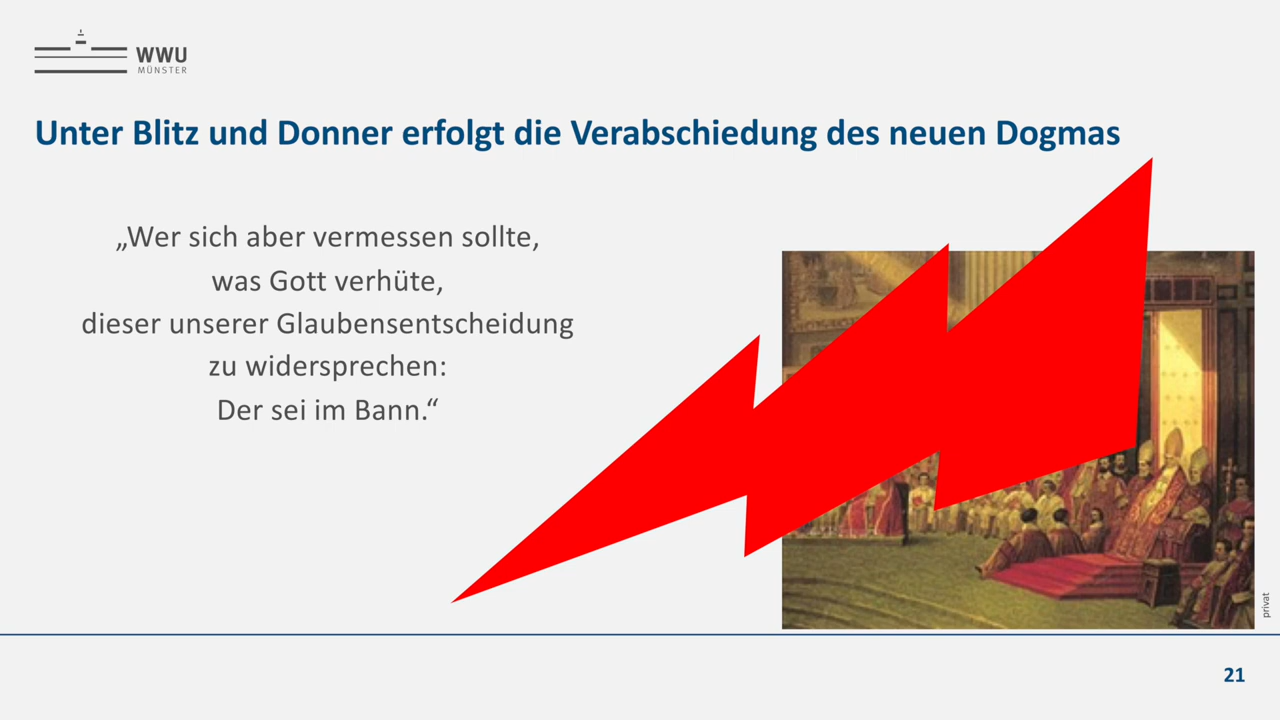 WWU
MÜNSTER
Unter Blitz und Donner erfolgt die Verabschiedung des neuen Dogmas
„Wer sich aber vermessen sollte,
was Gott verhüte,
dieser unserer Glaubensentscheidung
zu widersprechen:
Der sei im Bann.“
privat
21